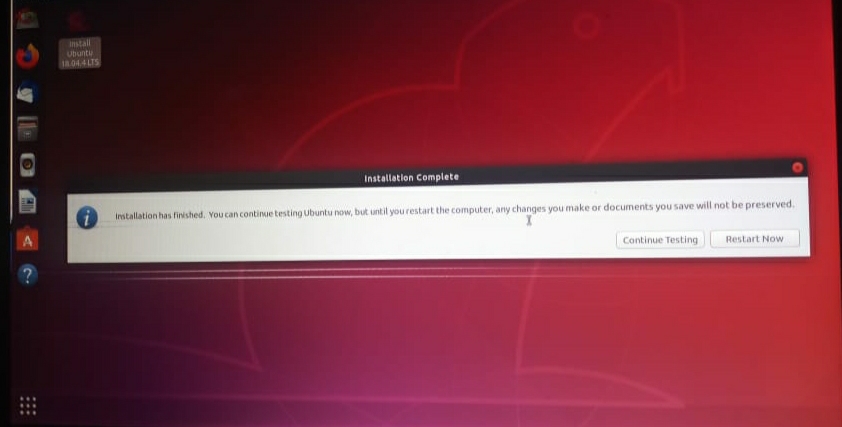 Install
Ubuntu
18.04.4 LTS
Installation Complete
Installation has finished. You can continue testing Ubuntu now, but until you restart the computer, any changes you make or documents you save will not be preserved.
Continue Testing
Restart Now